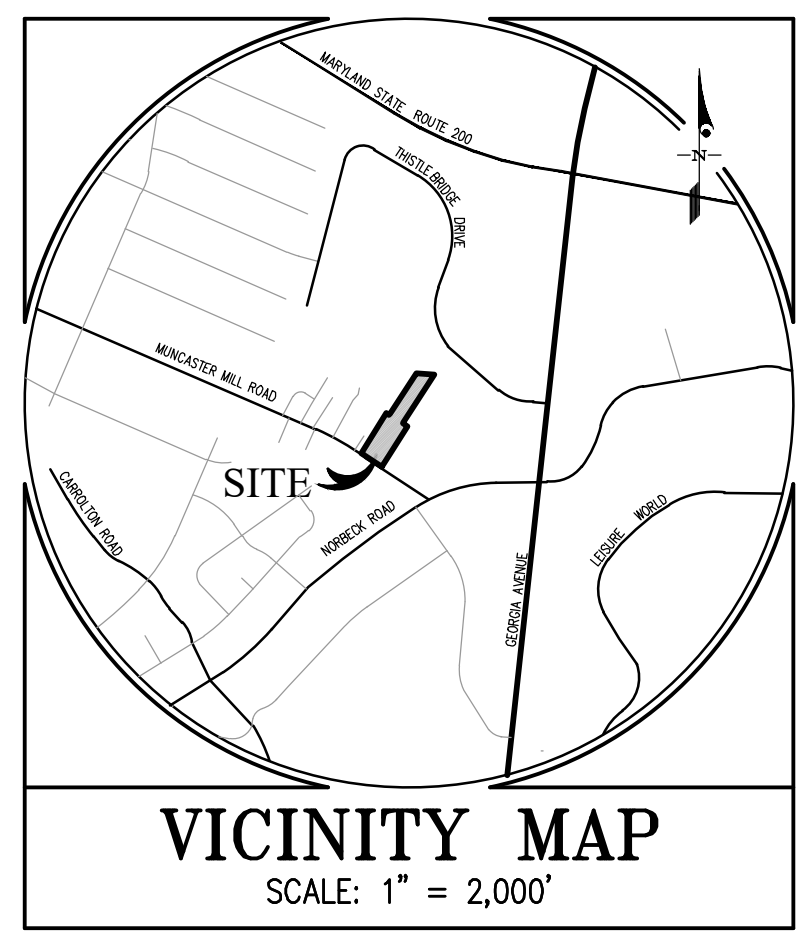 MARYLAND STATE ROUTE 200
N
THISTLEBRIDGE DRIVE
MUNCASTER MILL ROAD
SITE
CARROLTON ROAD
NORBECK ROAD
LEISURE WORLD
GEORGIA AVENUE
VICINITY MAP
SCALE: 1" = 2,000'